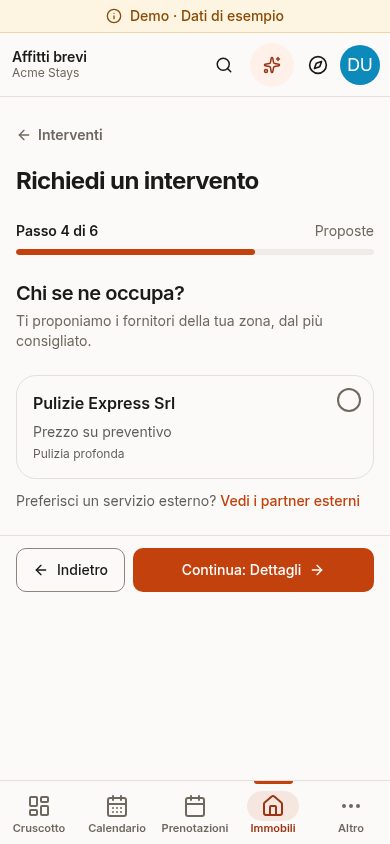 Demo · Dati di esempio
Affitti brevi
Acme Stays
DU
Interventi
Richiedi un intervento
Passo 4 di 6
Proposte
Chi se ne occupa?
Ti proponiamo i fornitori della tua zona, dal più
consigliato.
Pulizie Express Srl
Prezzo su preventivo
Pulizia profonda
Preferisci un servizio esterno? Vedi i partner esterni
Indietro
Continua: Dettagli
Cruscotto
Calendario
Prenotazioni
Immobili
Altro